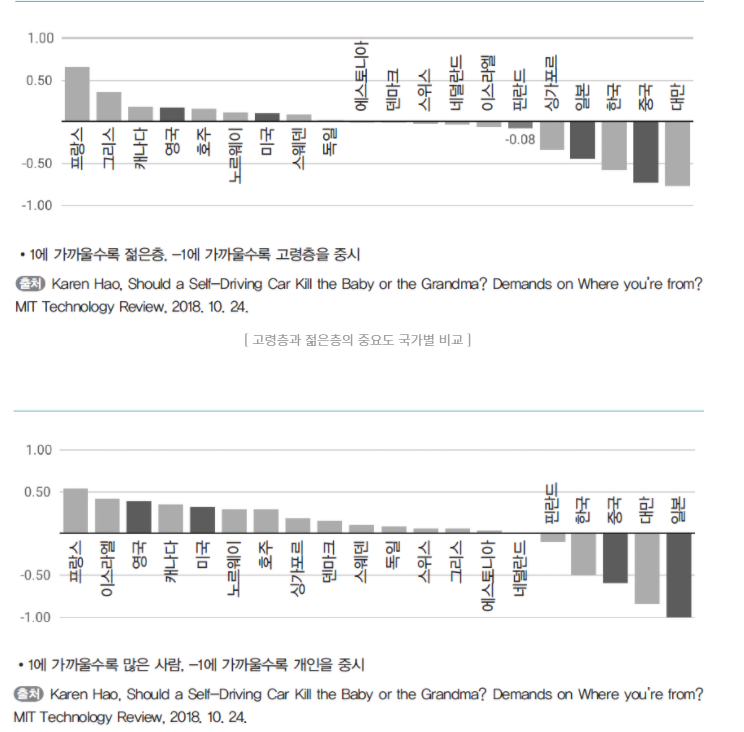 1.00
0.50
-0.50
-1.00
에스토니아
덴마크
스위스
네덜란드
이스라엘
핀란드
싱가포르
일본
한국
중국
대만
프랑스
그리스
캐나다
영국
호주
노르웨이
미국
스웨덴
독일
-0.08
• 1에 가까울수록 젊은층, –1에 가까울수록 고령층을 중시
출처 Karen Hao, Should a Self–Driving Car Kill the Baby or the Grandma? Demands on Where you’re from?
MIT Technology Review, 2018. 10. 24.
[ 고령층과 젊은층의 중요도 국가별 비교 ]
1.00
0.50
-0.50
-1.00
핀란드
한국
중국
대만
일본
프랑스
이스라엘
영국
캐나다
미국
노르웨이
호주
싱가포르
덴마크
스웨덴
독일
스위스
그리스
에스토니아
네덜란드
• 1에 가까울수록 많은 사람, –1에 가까울수록 개인을 중시
출처 Karen Hao, Should a Self–Driving Car Kill the Baby or the Grandma? Demands on Where you’re from?
MIT Technology Review, 2018. 10. 24.